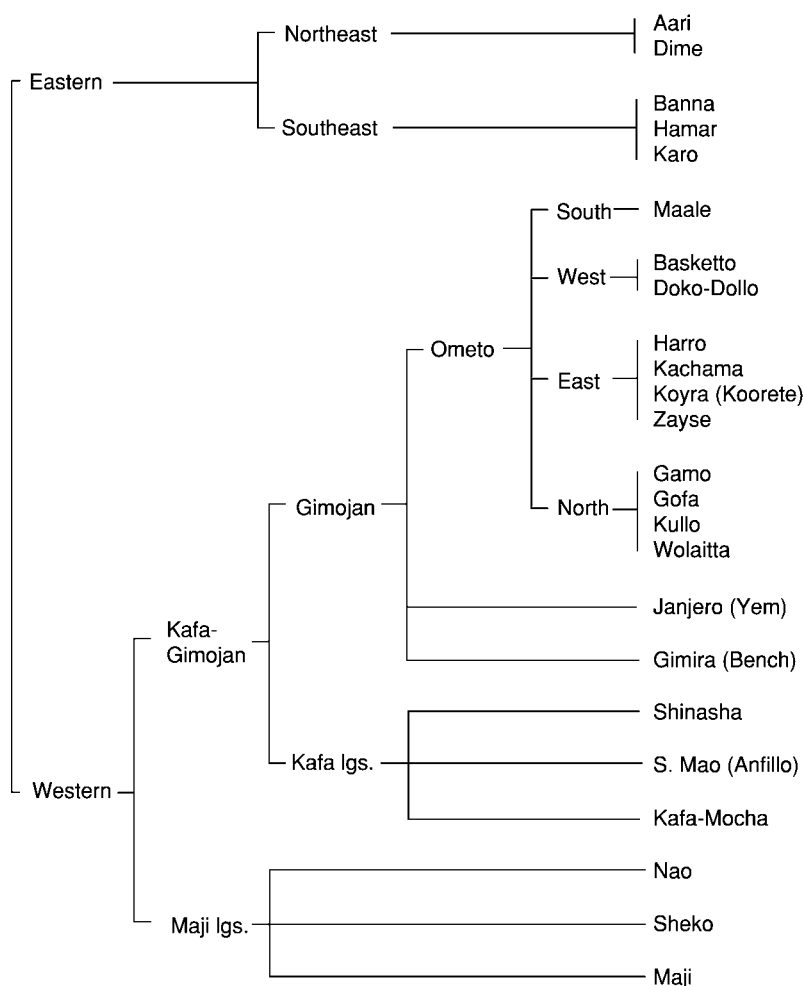 Northeast
Aari
Dime
Eastern
Southeast
Banna
Hamar
Karo
South
Maale
West
Basketto
Doko-Dollo
Ometo
East
Harro
Kachama
Koyra (Koorete)
Zayse
Gimojan
North
Gamo
Gofa
Kullo
Wolaitta
Janjero (Yem)
Kafa-
Gimojan
Gimira (Bench)
Shinasha
Kafa lgs.
S. Mao (Anfillo)
Western
Kafa-Mocha
Nao
Maji lgs.
Sheko
Maji